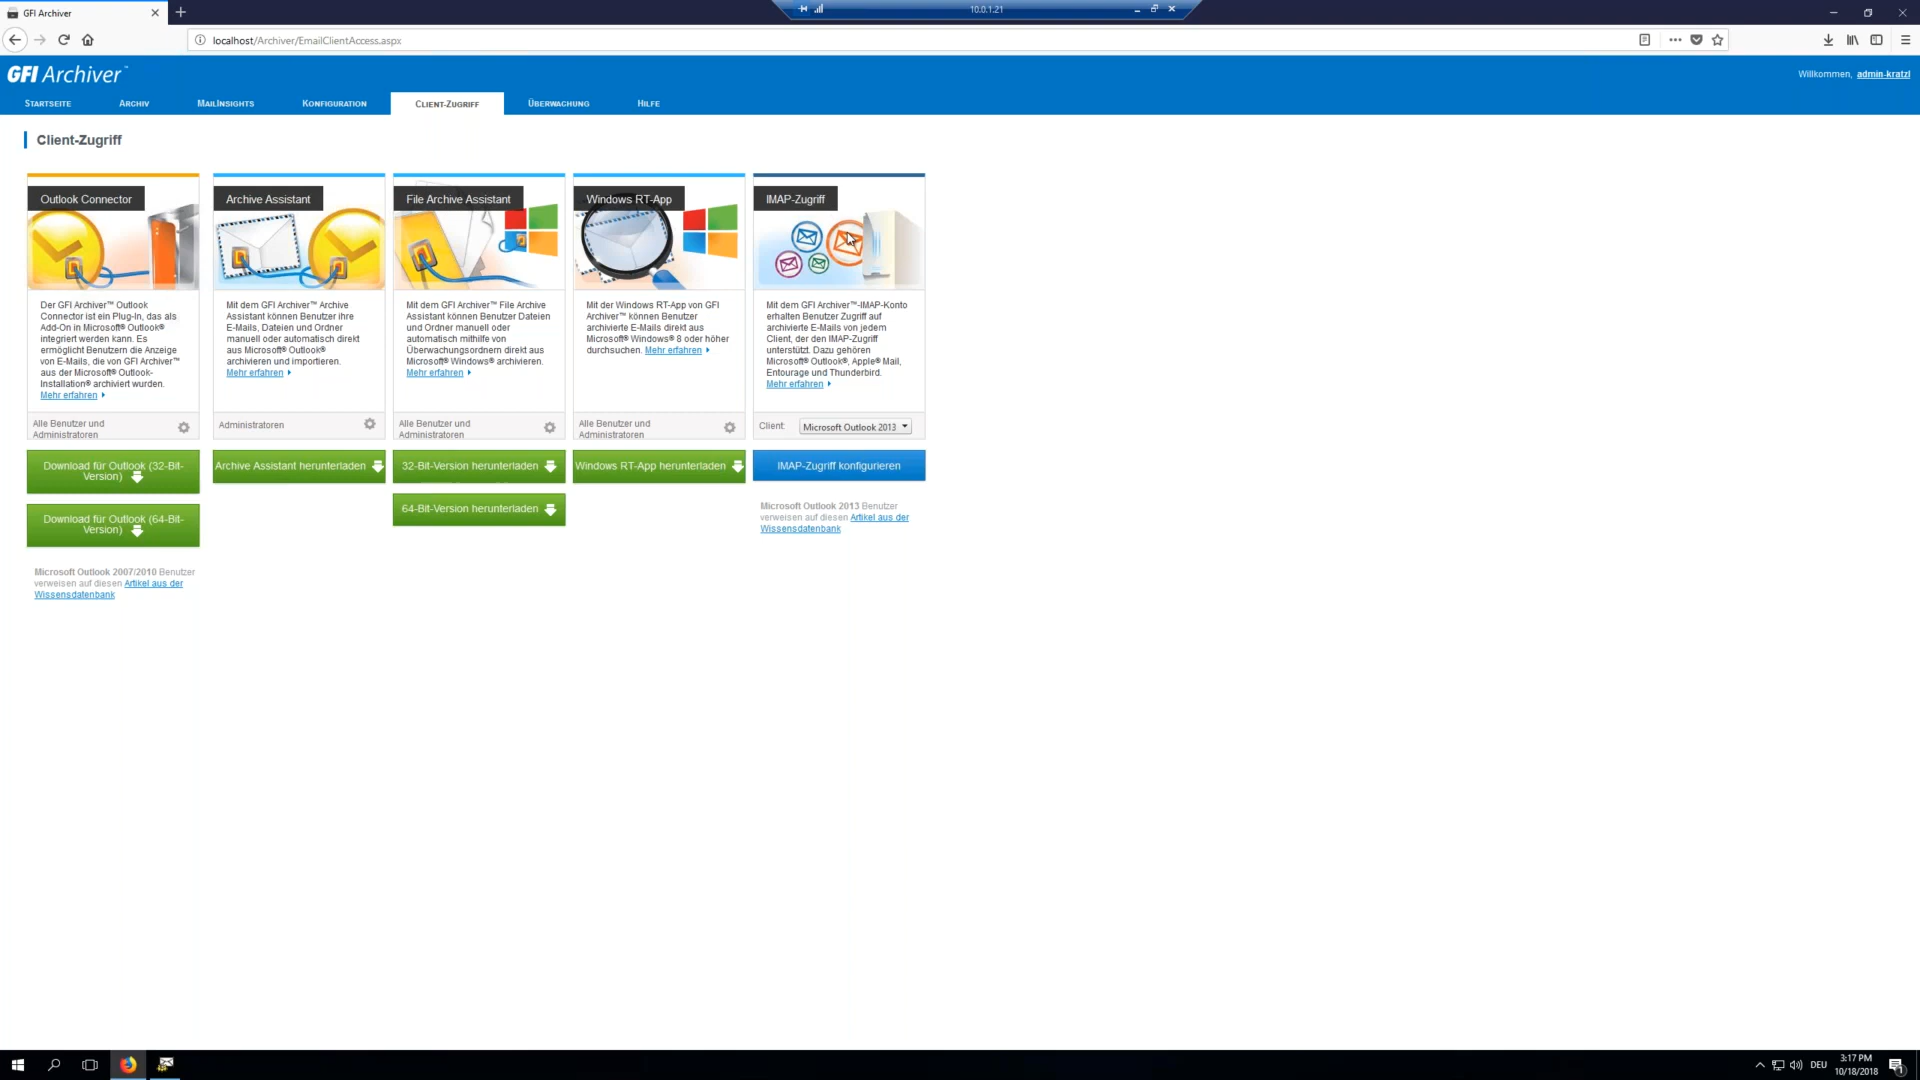 GFI Archiver
10.0.1.21
localhost/Archiver/EmailClientAccess.aspx
GFI Archiver™
Willkommen, admin-kratzl
STARTSEITE
ARCHIV
MAILINSIGHTS
KONFIGURATION
CLIENT-ZUGRIFF
ÜBERWACHUNG
HILFE
Client-Zugriff
Outlook Connector
Der GFI Archiver™ Outlook
Connector ist ein Plug-In, das als
Add-On in Microsoft® Outlook®
integriert werden kann. Es
ermöglicht Benutzern die Anzeige
von E-Mails, die von GFI Archiver™
aus der Microsoft® Outlook-
Installation® archiviert wurden.
Mehr erfahren
Alle Benutzer und
Administratoren
Download für Outlook (32-Bit-
Version)
Download für Outlook (64-Bit-
Version)
Microsoft Outlook 2007/2010 Benutzer
verweisen auf diesen Artikel aus der
Wissensdatenbank
Archive Assistant
Mit dem GFI Archiver™ Archive
Assistant können Benutzer ihre
E-Mails, Dateien und Ordner
manuell oder automatisch direkt
aus Microsoft® Outlook®
archivieren und importieren.
Mehr erfahren
Administratoren
Archive Assistant herunterladen
File Archive Assistant
Mit dem GFI Archiver™ File Archive
Assistant können Benutzer Dateien
und Ordner manuell oder
automatisch mithilfe von
Überwachungsordnern direkt aus
Microsoft® Windows® archivieren.
Mehr erfahren
Alle Benutzer und
Administratoren
32-Bit-Version herunterladen
64-Bit-Version herunterladen
Windows RT-App
Mit der Windows RT-App von GFI
Archiver™ können Benutzer
archivierte E-Mails direkt aus
Microsoft® Windows® 8 oder höher
durchsuchen. Mehr erfahren
Alle Benutzer und
Administratoren
Windows RT-App herunterladen
IMAP-Zugriff
Mit dem GFI Archiver™-IMAP-Konto
erhalten Benutzer Zugriff auf
archivierte E-Mails von jedem
Client, der den IMAP-Zugriff
unterstützt. Dazu gehören
Microsoft® Outlook®, Apple® Mail,
Entourage und Thunderbird.
Mehr erfahren
Client: Microsoft Outlook 2013
IMAP-Zugriff konfigurieren
Microsoft Outlook 2013 Benutzer
verweisen auf diesen Artikel aus der
Wissensdatenbank
DEU
3:17 PM
10/18/2018
1